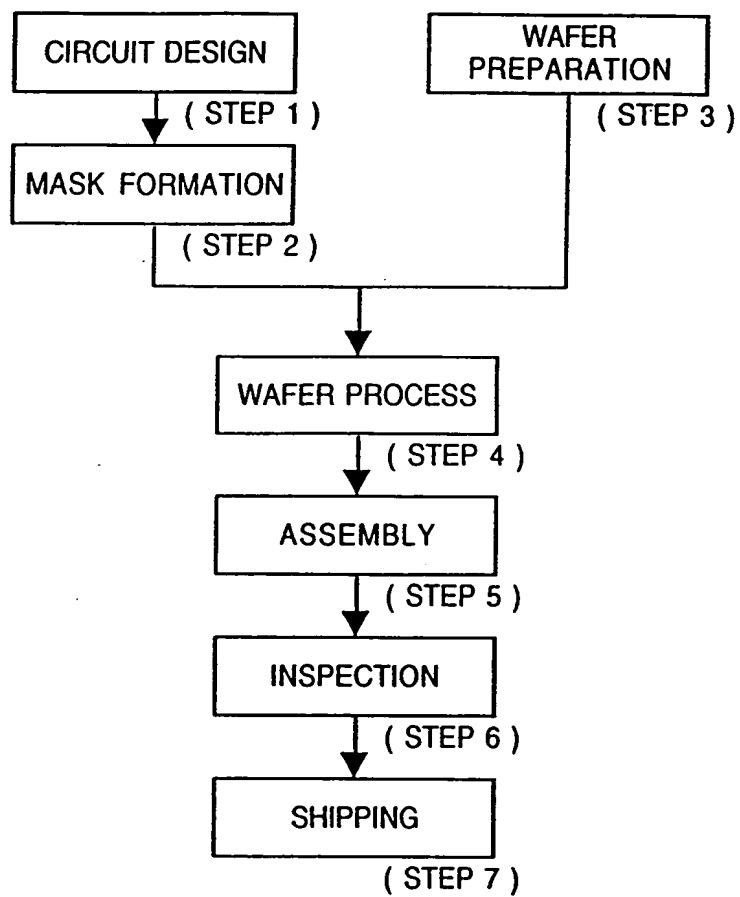 CIRCUIT DESIGN
( STEP 1 )
MASK FORMATION
( STEP 2 )
WAFER
PREPARATION
( STEP 3 )
WAFER PROCESS
( STEP 4 )
ASSEMBLY
( STEP 5 )
INSPECTION
( STEP 6 )
SHIPPING
( STEP 7 )